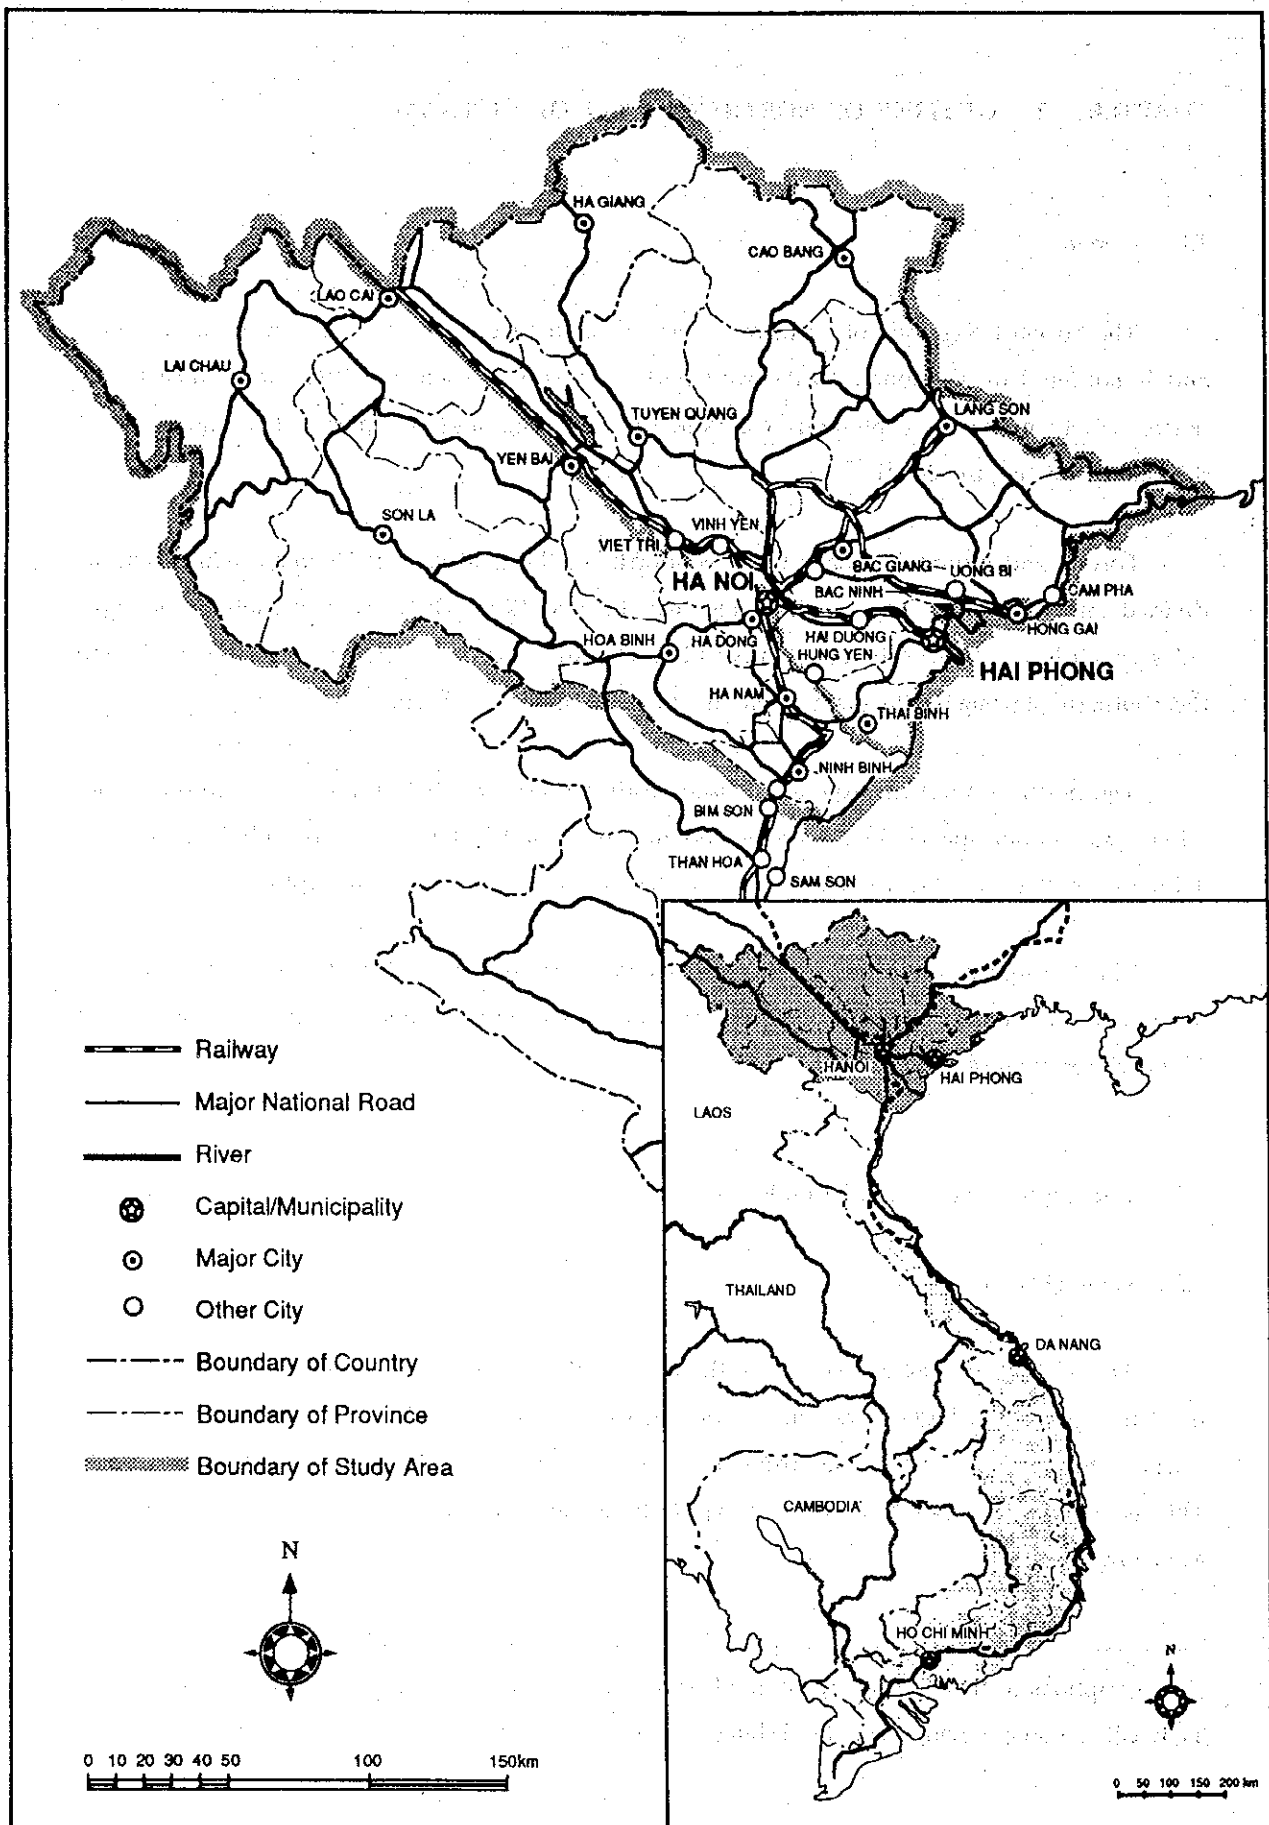 HA GIANG
CAO BANG
LAO CAI
LAI CHAU
TUYEN QUANG
LANG SON
YEN BAI
SON LA
VINH YEN
VIET TRI
HA NOI
BAC GIANG
UONG BI
BAC NINH
CAM PHA
HONG GAI
HOA BINH
HA DONG
HAI DUONG
HUNG YEN
HAI PHONG
HA NAM
THAI BINH
NINH BINH
BIM SON
THAN HOA
SAM SON
Railway
Major National Road
River
Capital/Municipality
Major City
Other City
Boundary of Country
Boundary of Province
Boundary of Study Area
N
0 10 20 30 40 50 100 150km
HANOI
HAI PHONG
LAOS
THAILAND
DA NANG
CAMBODIA
HO CHI MINH
N
0 50 100 150 200 km